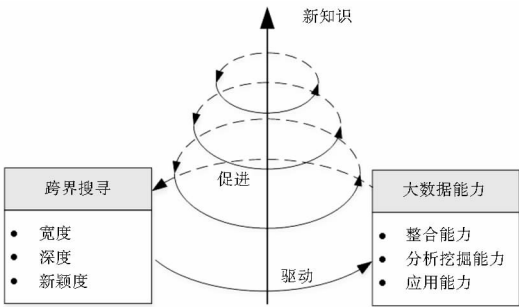 新知识
跨界搜寻
● 宽度
● 深度
● 新颖度
促进
驱动
大数据能力
● 整合能力
● 分析挖掘能力
● 应用能力